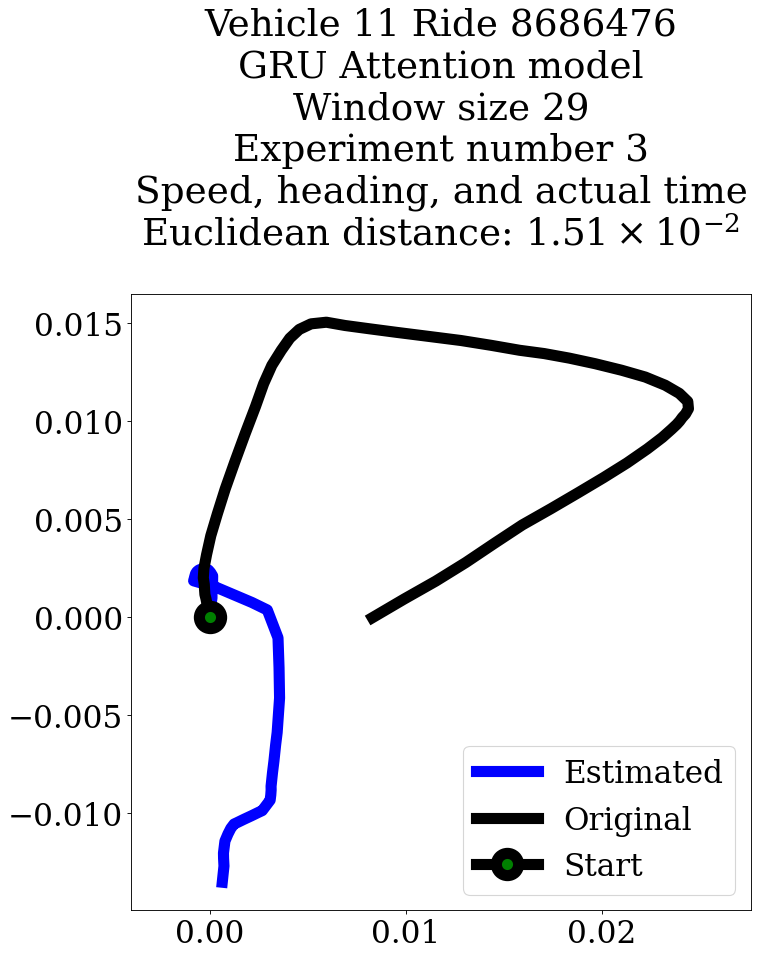 Vehicle 11 Ride 8686476
GRU Attention model
Window size 29
Experiment number 3
Speed, heading, and actual time
Euclidean distance: 1.51 × 10⁻²
0.015
0.010
0.005
0.000
−0.005
−0.010
Estimated
Original
Start
0.00 0.01 0.02